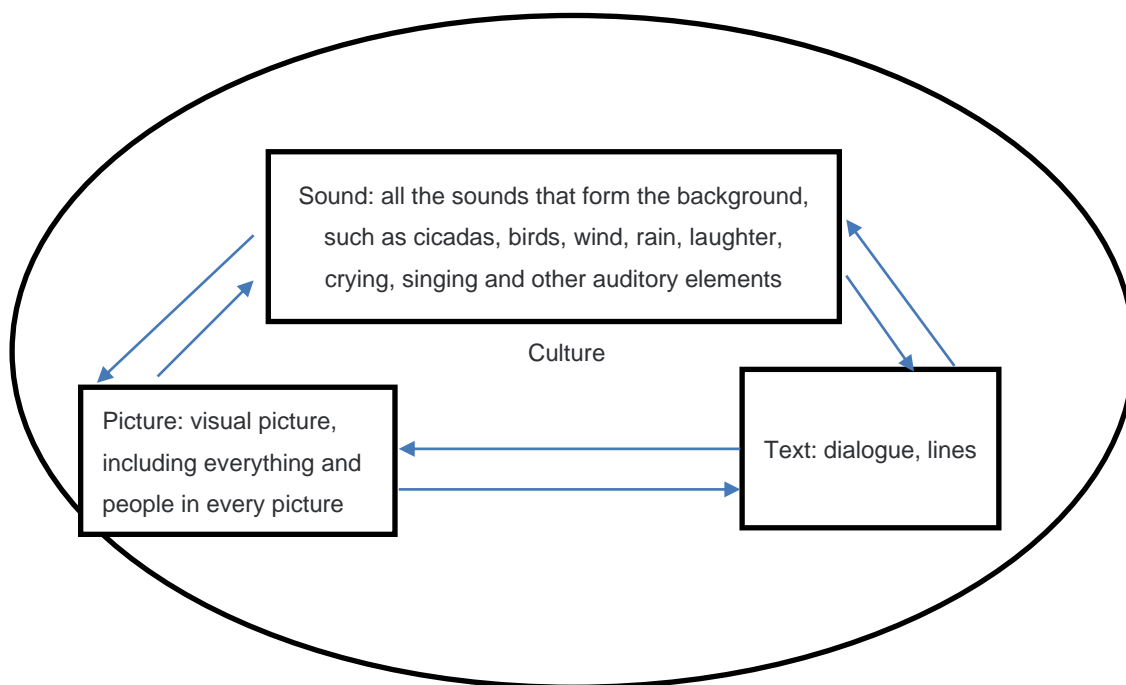 Sound: all the sounds that form the background,
such as cicadas, birds, wind, rain, laughter,
crying, singing and other auditory elements
Culture
Picture: visual picture,
including everything and
people in every picture
Text: dialogue, lines